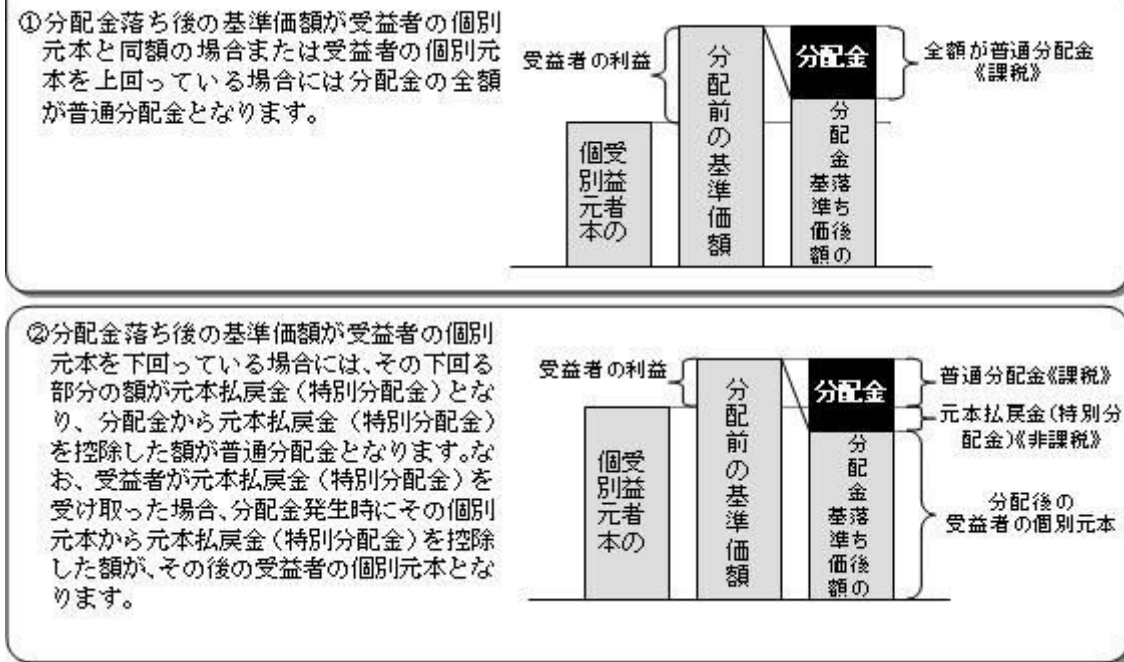 ①分配金落ち後の基準価額が受益者の個別
元本と同額の場合または受益者の個別元
本を上回っている場合には分配金の全額
が普通分配金となります。
受益者の利益
受益者の
個別元本
分配前の基準価額
分配金
分配金落ち後の
基準価額
全額が普通分配金
《課税》
②分配金落ち後の基準価額が受益者の個別
元本を下回っている場合には、その下回る
部分の額が元本払戻金（特別分配金）とな
り、分配金から元本払戻金（特別分配金）
を控除した額が普通分配金となります。な
お、受益者が元本払戻金（特別分配金）を
受け取った場合、分配金発生時にその個別
元本から元本払戻金（特別分配金）を控除
した額が、その後の受益者の個別元本とな
ります。
受益者の利益
受益者の
個別元本
分配前の基準価額
分配金
分配金落ち後の
基準価額
普通分配金《課税》
元本払戻金（特別分
配金）《非課税》
分配後の
受益者の個別元本